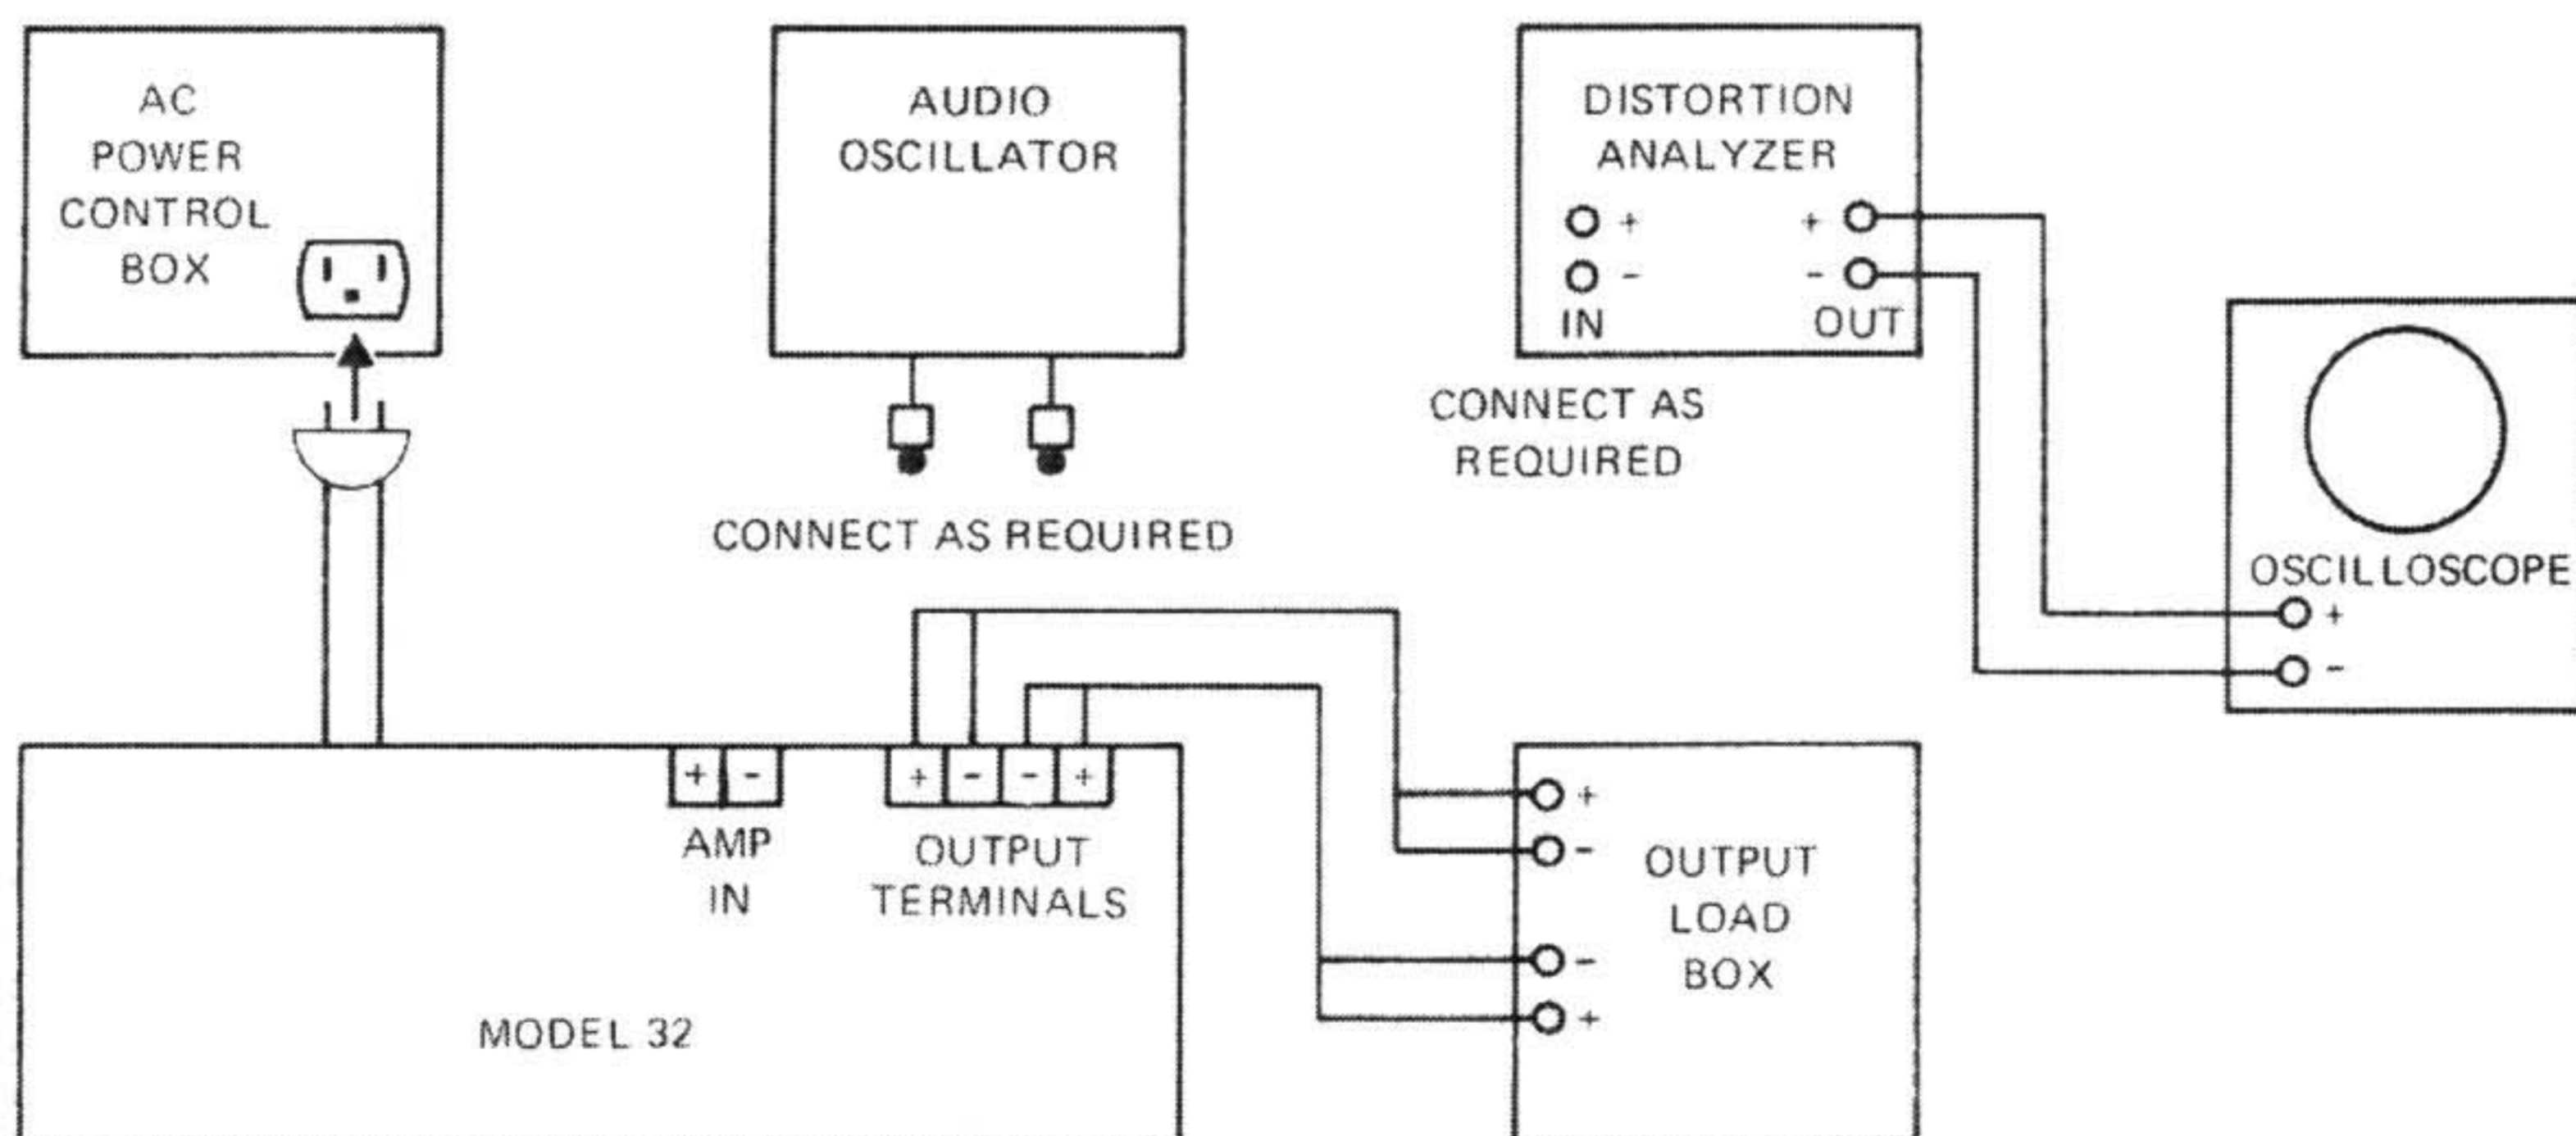 AC
POWER
CONTROL
BOX
AUDIO
OSCILLATOR
CONNECT AS REQUIRED
DISTORTION
ANALYZER
+ +
- -
IN OUT
CONNECT AS
REQUIRED
OSCILLOSCOPE
+
-
+ -
AMP
IN
+ - - +
OUTPUT
TERMINALS
MODEL 32
+
-
OUTPUT
LOAD
BOX
-
+